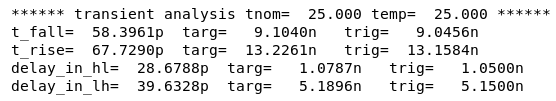 ****** transient analysis tnom=  25.000 temp=  25.000 ******
t_fall=  58.3961p  targ=   9.1040n   trig=   9.0456n
t_rise=  67.7290p  targ=  13.2261n   trig=  13.1584n
delay_in_hl=  28.6788p  targ=   1.0787n   trig=   1.0500n
delay_in_lh=  39.6328p  targ=   5.1896n   trig=   5.1500n